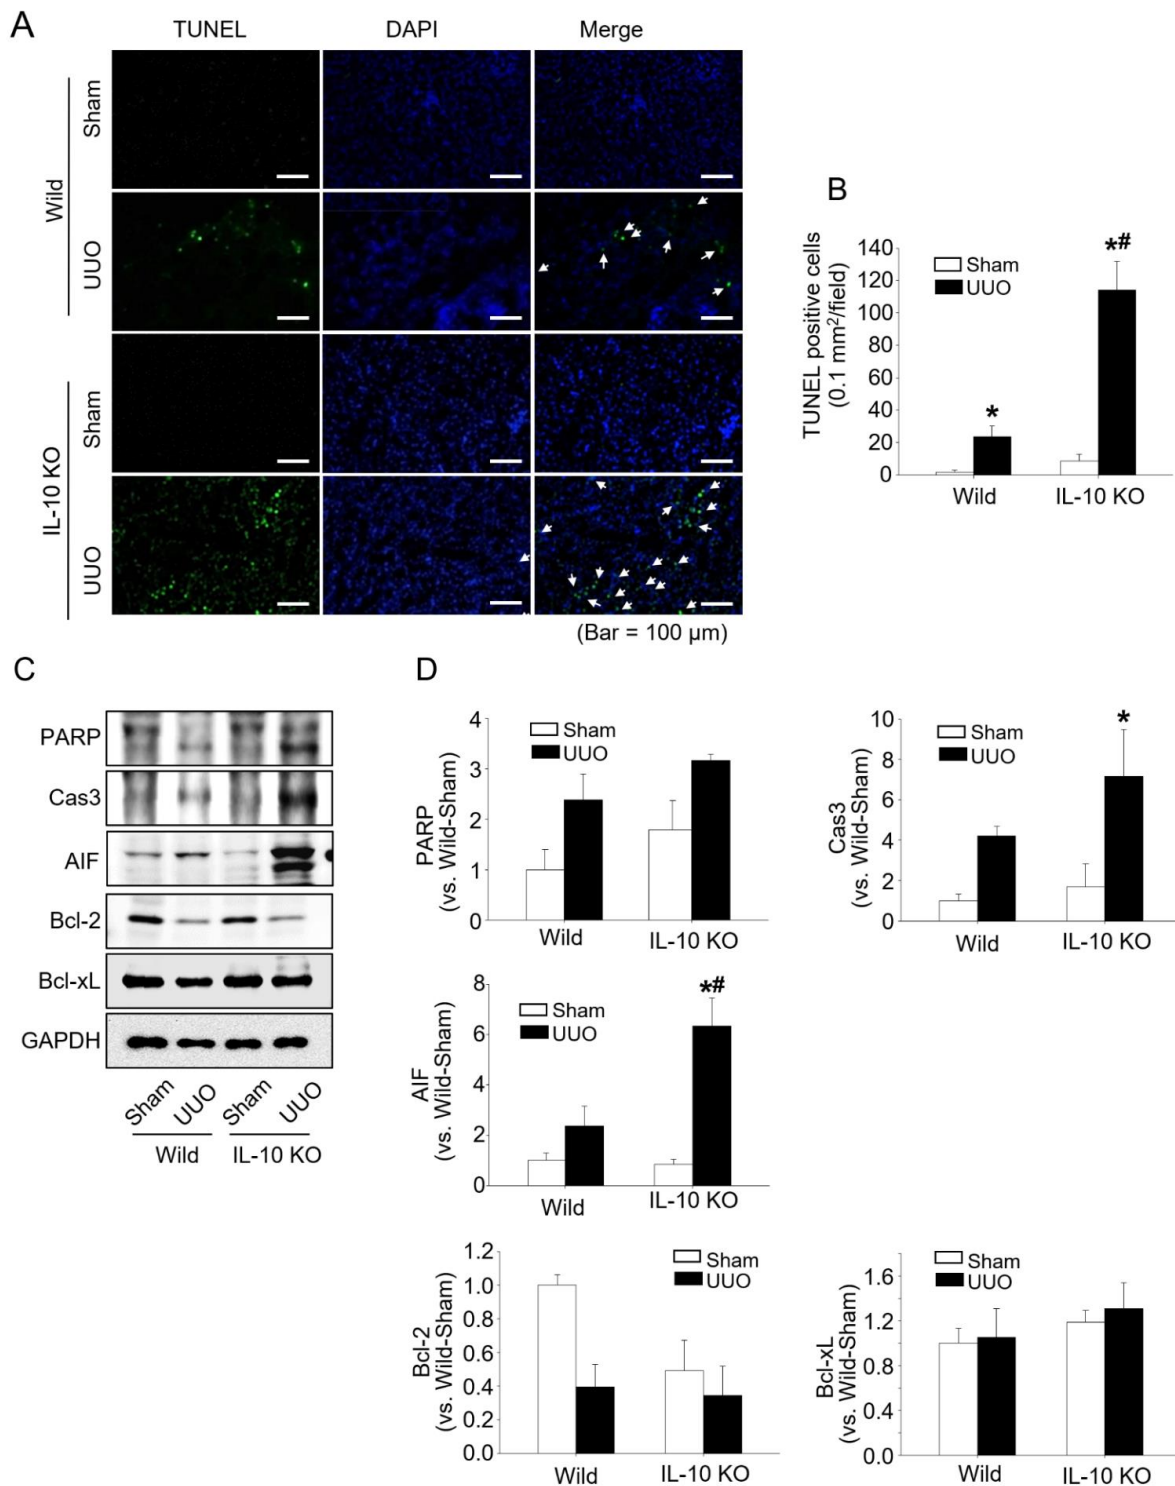 A
TUNEL DAPI Merge
Wild
Sham
UUO
IL-10 KO
Sham
UUO
(Bar = 100 µm)
B
TUNEL positive cells
(0.1 mm²/field)
140
120
100
80
60
40
20
0
Sham
UUO
*
*#
Wild IL-10 KO
C
PARP
Cas3
AIF
Bcl-2
Bcl-xL
GAPDH
Sham UUO Sham UUO
Wild IL-10 KO
D
PARP
(vs. Wild-Sham)
4
3
2
1
0
Sham
UUO
Wild IL-10 KO
Cas3
(vs. Wild-Sham)
10
8
6
4
2
0
Sham
UUO
*
Wild IL-10 KO
AIF
(vs. Wild-Sham)
8
6
4
2
0
Sham
UUO
*#
Wild IL-10 KO
Bcl-2
(vs. Wild-Sham)
1.2
1.0
0.8
0.6
0.4
0.2
0.0
Sham
UUO
Wild IL-10 KO
Bcl-xL
(vs. Wild-Sham)
1.6
1.2
0.8
0.4
0.0
Sham
UUO
Wild IL-10 KO